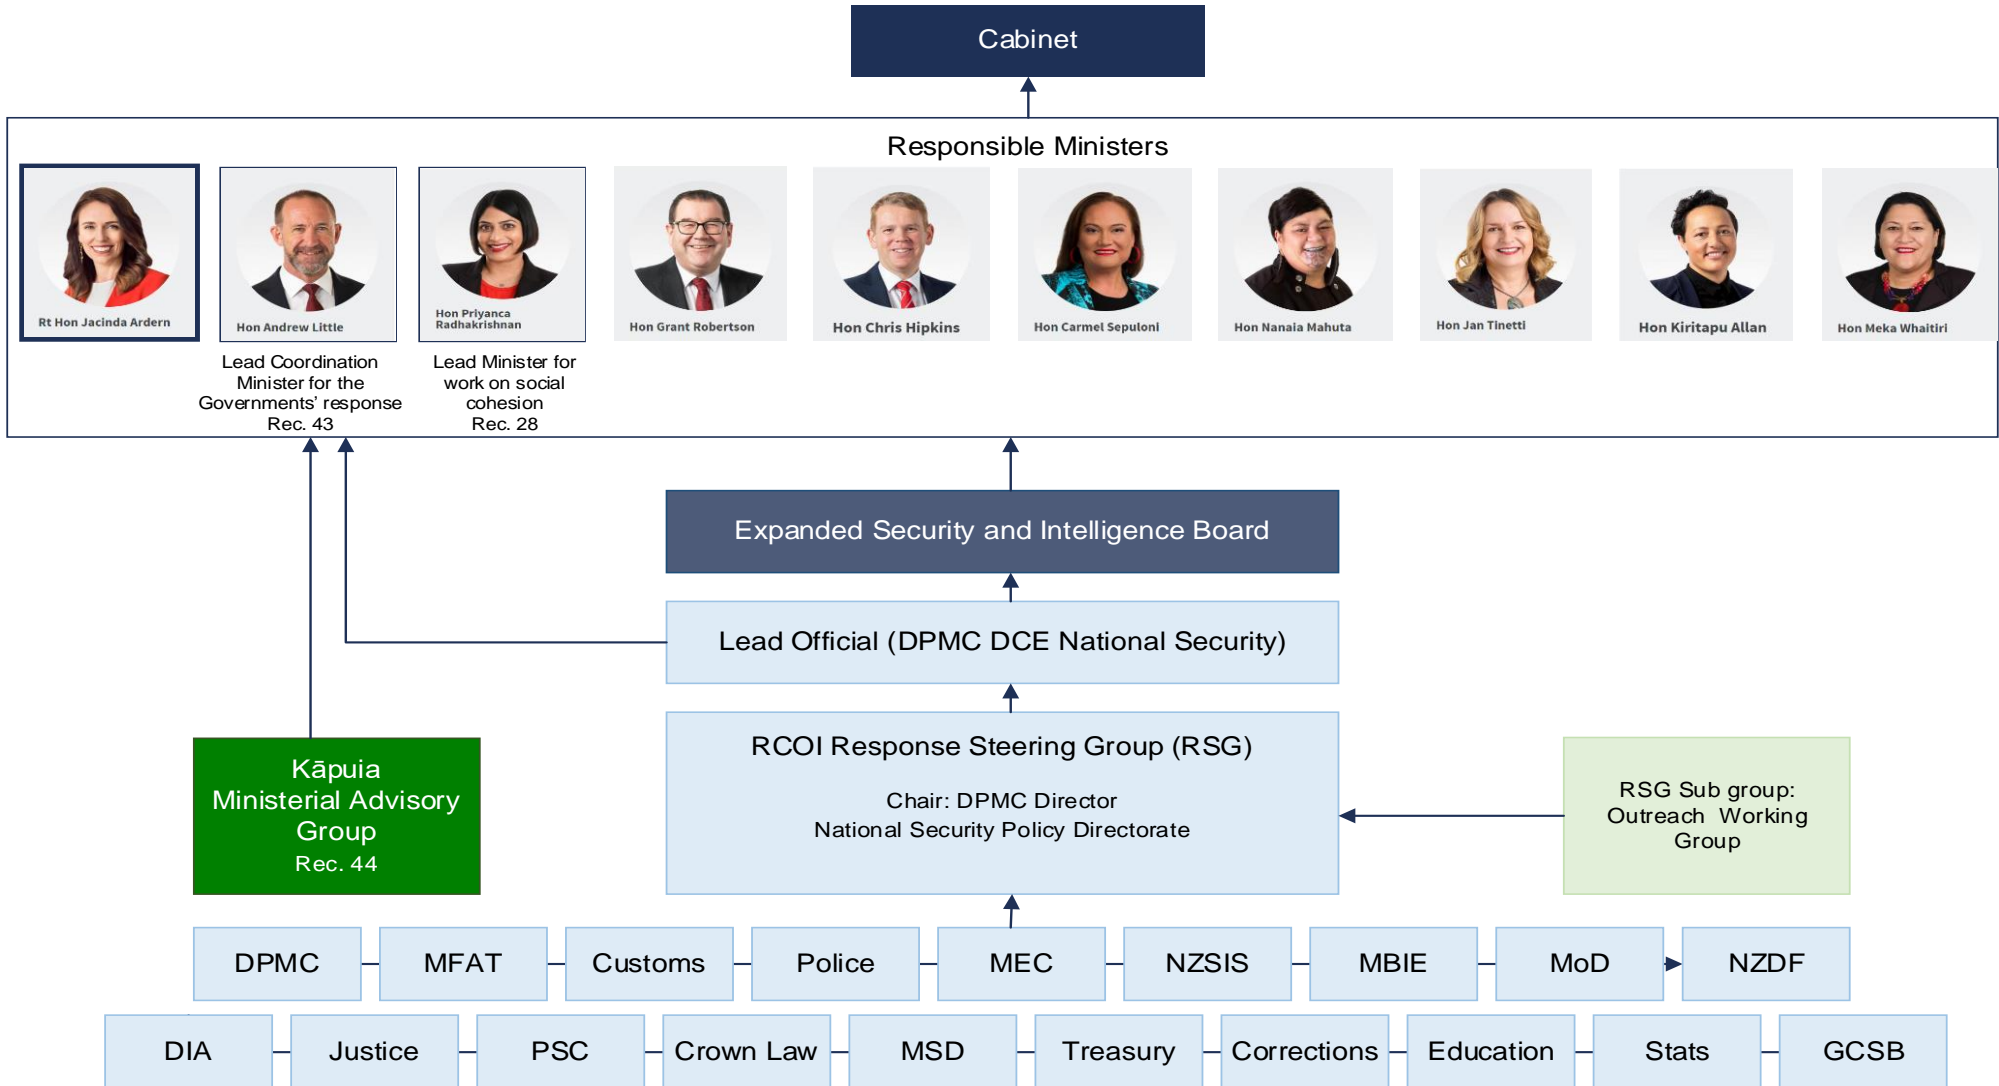 Cabinet
Responsible Ministers
Rt Hon Jacinda Ardern
Hon Andrew Little
Hon Priyanca
Radhakrishnan
Hon Grant Robertson
Hon Chris Hipkins
Hon Carmel Sepuloni
Hon Nanaia Mahuta
Hon Jan Tinetti
Hon Kiritapu Allan
Hon Meka Whaitiri
Lead Coordination
Minister for the
Governments' response
Rec. 43
Lead Minister for
work on social
cohesion
Rec. 28
Expanded Security and Intelligence Board
Lead Official (DPMC DCE National Security)
Kāpuia
Ministerial Advisory
Group
Rec. 44
RCOI Response Steering Group (RSG)
Chair: DPMC Director
National Security Policy Directorate
RSG Sub group:
Outreach Working
Group
DPMC
MFAT
Customs
Police
MEC
NZSIS
MBIE
MoD
NZDF
DIA
Justice
PSC
Crown Law
MSD
Treasury
Corrections
Education
Stats
GCSB